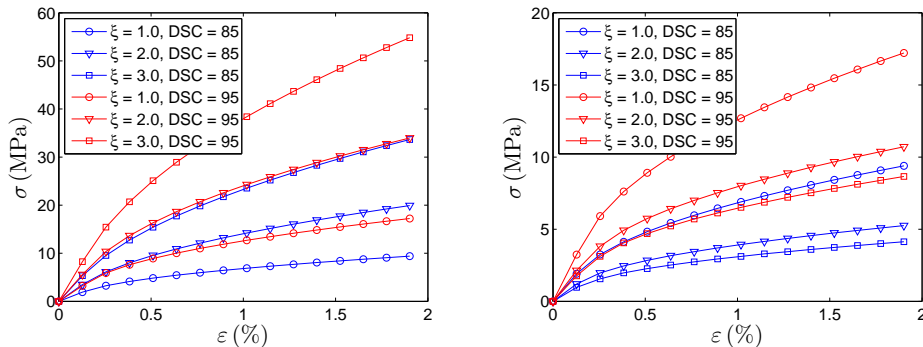 60
50
40
30
20
10
0
0
0.5
1
1.5
2
σ (MPa)
ε (%)
ξ = 1.0, DSC = 85
ξ = 2.0, DSC = 85
ξ = 3.0, DSC = 85
ξ = 1.0, DSC = 95
ξ = 2.0, DSC = 95
ξ = 3.0, DSC = 95
20
15
10
5
0
0
0.5
1
1.5
2
σ (MPa)
ε (%)
ξ = 1.0, DSC = 85
ξ = 2.0, DSC = 85
ξ = 3.0, DSC = 85
ξ = 1.0, DSC = 95
ξ = 2.0, DSC = 95
ξ = 3.0, DSC = 95